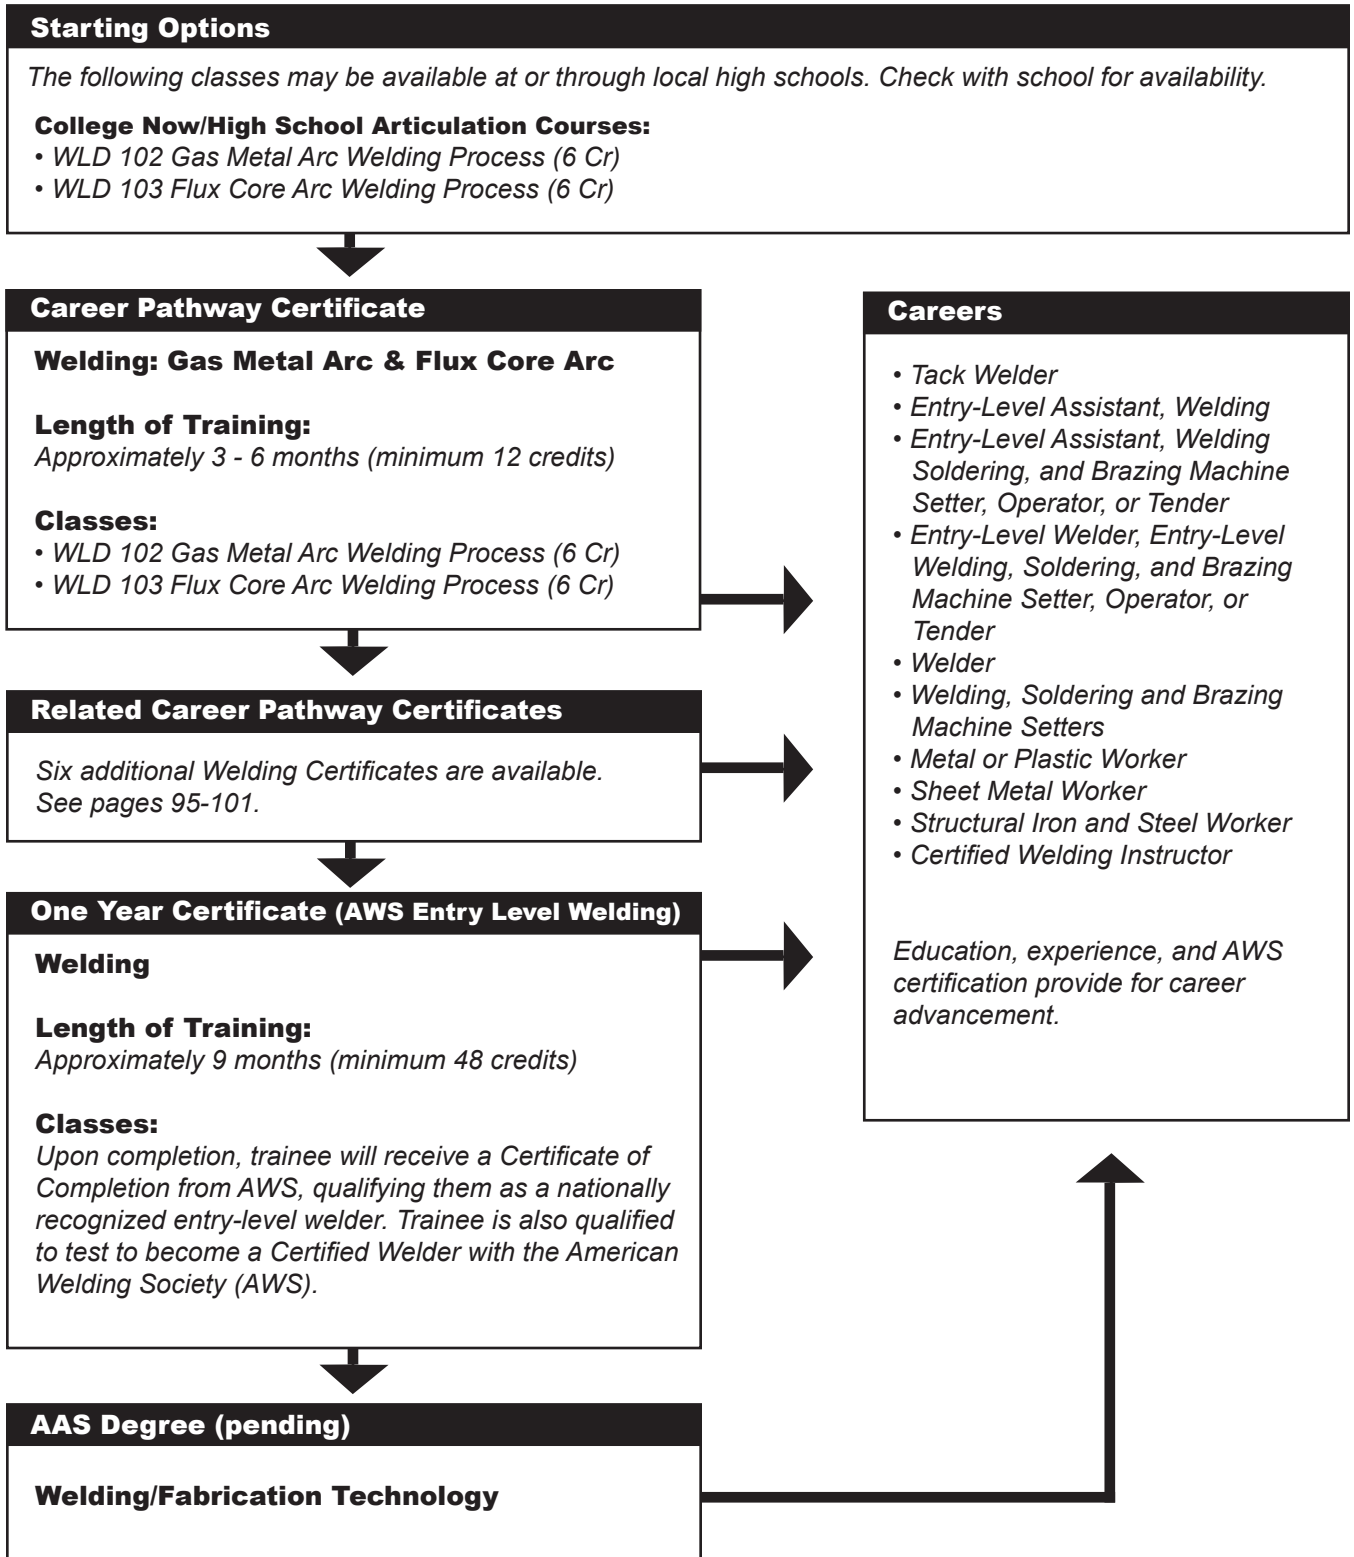 Starting Options
The following classes may be available at or through local high schools. Check with school for availability.
College Now/High School Articulation Courses:
• WLD 102 Gas Metal Arc Welding Process (6 Cr)
• WLD 103 Flux Core Arc Welding Process (6 Cr)
Career Pathway Certificate
Welding: Gas Metal Arc & Flux Core Arc
Length of Training:
Approximately 3 - 6 months (minimum 12 credits)
Classes:
• WLD 102 Gas Metal Arc Welding Process (6 Cr)
• WLD 103 Flux Core Arc Welding Process (6 Cr)
Related Career Pathway Certificates
Six additional Welding Certificates are available.
See pages 95-101.
One Year Certificate (AWS Entry Level Welding)
Welding
Length of Training:
Approximately 9 months (minimum 48 credits)
Classes:
Upon completion, trainee will receive a Certificate of
Completion from AWS, qualifying them as a nationally
recognized entry-level welder. Trainee is also qualified
to test to become a Certified Welder with the American
Welding Society (AWS).
AAS Degree (pending)
Welding/Fabrication Technology
Careers
• Tack Welder
• Entry-Level Assistant, Welding
• Entry-Level Assistant, Welding
Soldering, and Brazing Machine
Setter, Operator, or Tender
• Entry-Level Welder, Entry-Level
Welding, Soldering, and Brazing
Machine Setter, Operator, or
Tender
• Welder
• Welding, Soldering and Brazing
Machine Setters
• Metal or Plastic Worker
• Sheet Metal Worker
• Structural Iron and Steel Worker
• Certified Welding Instructor
Education, experience, and AWS
certification provide for career
advancement.